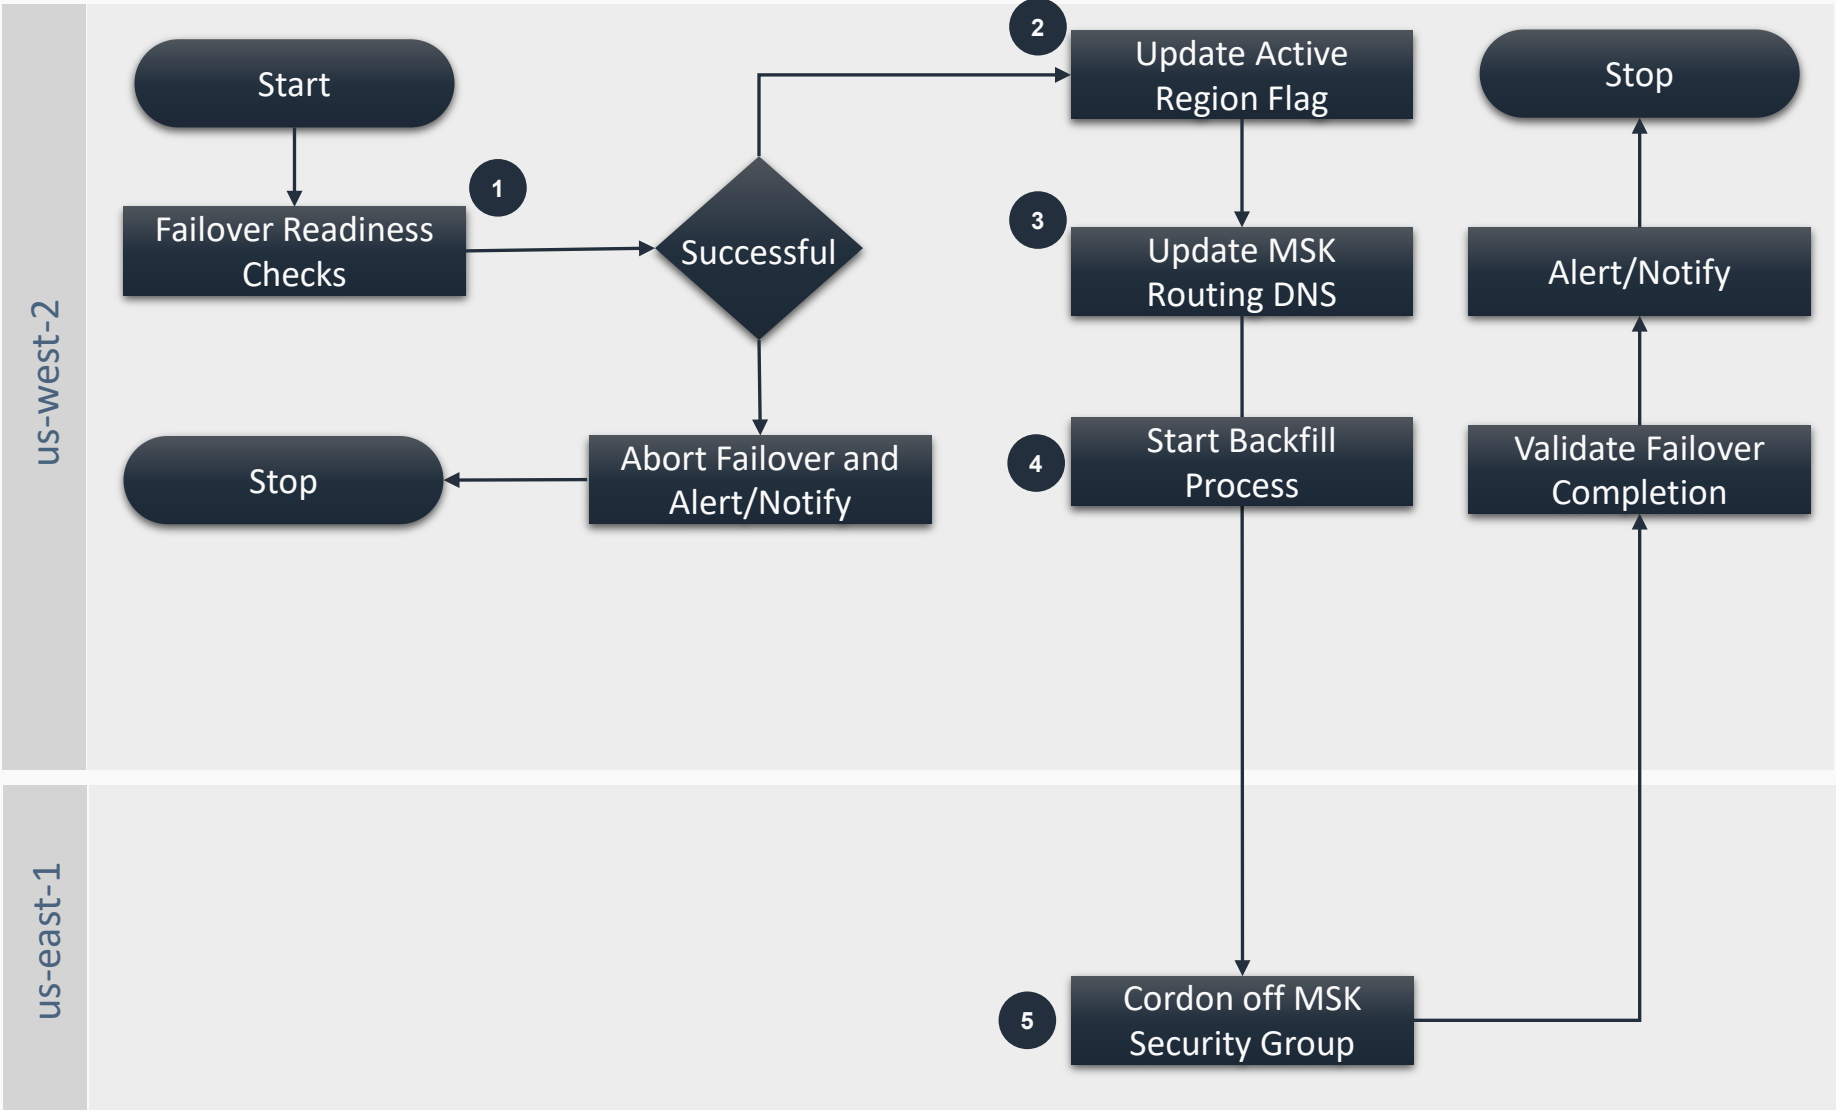 us-west-2
Start
1
Failover Readiness
Checks
Successful
Abort Failover and
Alert/Notify
Stop
2
Update Active
Region Flag
3
Update MSK
Routing DNS
4
Start Backfill
Process
us-east-1
5
Cordon off MSK
Security Group
Validate Failover
Completion
Alert/Notify
Stop